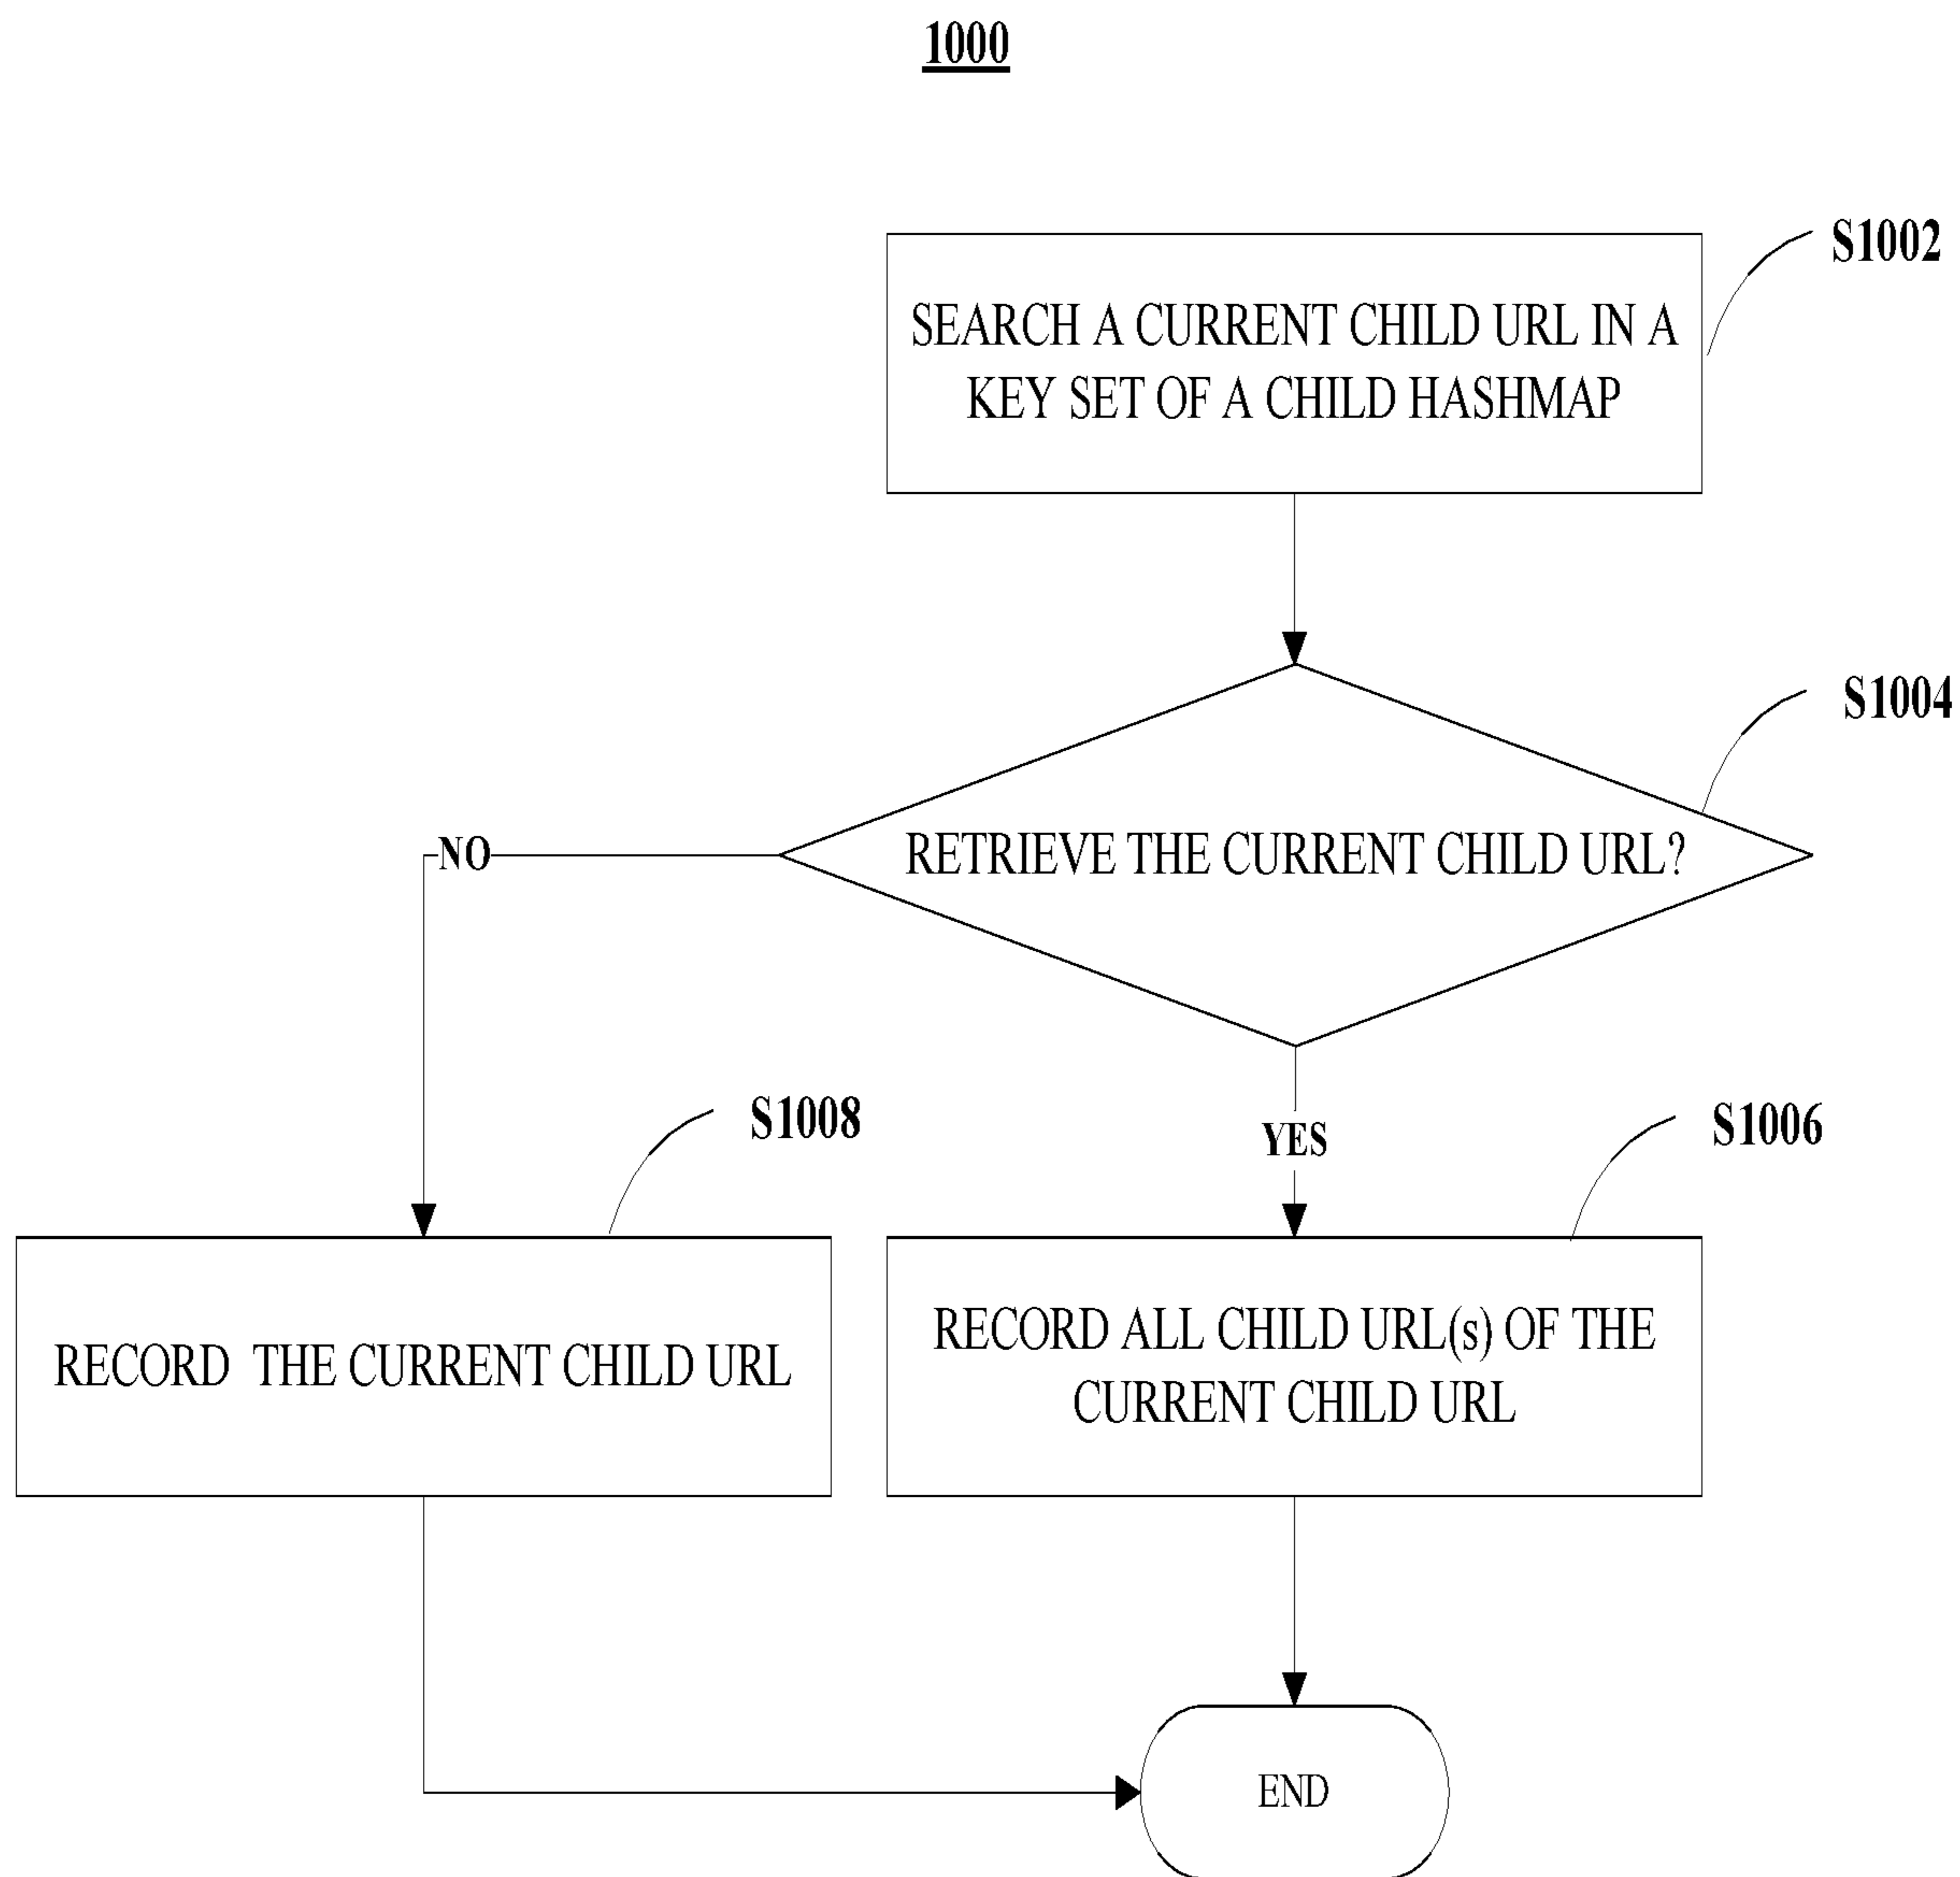 1000
S1002
SEARCH A CURRENT CHILD URL IN A
KEY SET OF A CHILD HASHMAP
S1004
RETRIEVE THE CURRENT CHILD URL?
NO
YES
S1008
RECORD THE CURRENT CHILD URL
S1006
RECORD ALL CHILD URL(s) OF THE
CURRENT CHILD URL
END